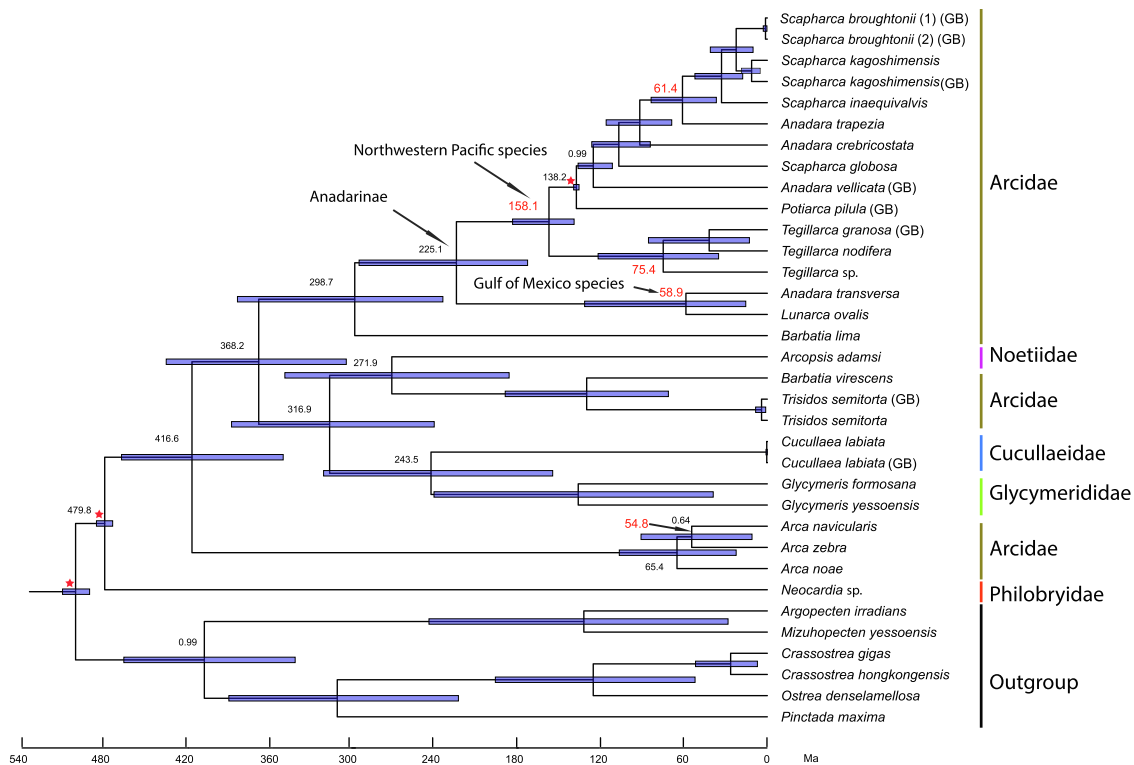 Scapharca broughtonii (1) (GB)
Scapharca broughtonii (2) (GB)
Scapharca kagoshimensis
Scapharca kagoshimensis(GB)
61.4
Scapharca inaequivalvis
Anadara trapezia
Anadara crebricostata
Northwestern Pacific species
0.99
Scapharca globosa
138.2
Anadara vellicata (GB)
Arcidae
Anadarinae
158.1
Potiarca pilula (GB)
Tegillarca granosa (GB)
225.1
Tegillarca nodifera
75.4
Tegillarca sp.
298.7
Gulf of Mexico species
58.9
Anadara transversa
Lunarca ovalis
Barbatia lima
368.2
271.9
Arcopsis adamsi
Noetiidae
Barbatia virescens
Trisidos semitorta (GB)
Arcidae
316.9
Trisidos semitorta
416.6
Cucullaea labiata
Cucullaeidae
243.5
Cucullaea labiata (GB)
Glycymeris formosana
Glycymerididae
Glycymeris yessoensis
479.8
54.8
0.64
Arca navicularis
Arca zebra
Arcidae
65.4
Arca noae
Neocardia sp.
Philobryidae
Argopecten irradians
0.99
Mizuhopecten yessoensis
Crassostrea gigas
Crassostrea hongkongensis
Outgroup
Ostrea denselamellosa
Pinctada maxima
540 480 420 360 300 240 180 120 60 0 Ma